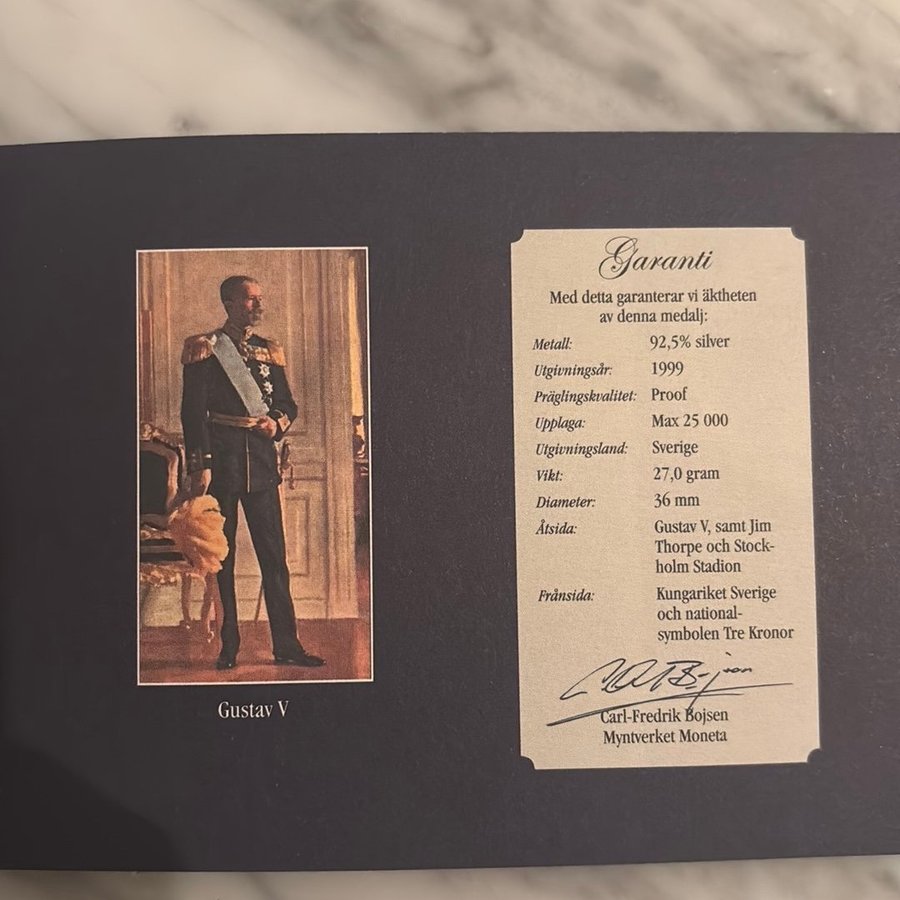 Gustav V
Garanti
Med detta garanterar vi äktheten
av denna medalj:
Metall: 92,5% silver
Utgivningsår: 1999
Präglingskvalitet: Proof
Upplaga: Max 25 000
Utgivningsland: Sverige
Vikt: 27,0 gram
Diameter: 36 mm
Åtsida: Gustav V, samt Jim
Thorpe och Stock-
holm Stadion
Frånsida: Kungariket Sverige
och national-
symbolen Tre Kronor
Carl-Fredrik Bojsen
Myntverket Moneta